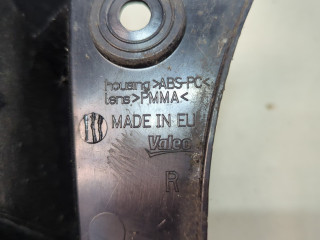 housing >ABS-PC<
lens >PMMA<
MADE IN EU
Valeo
R